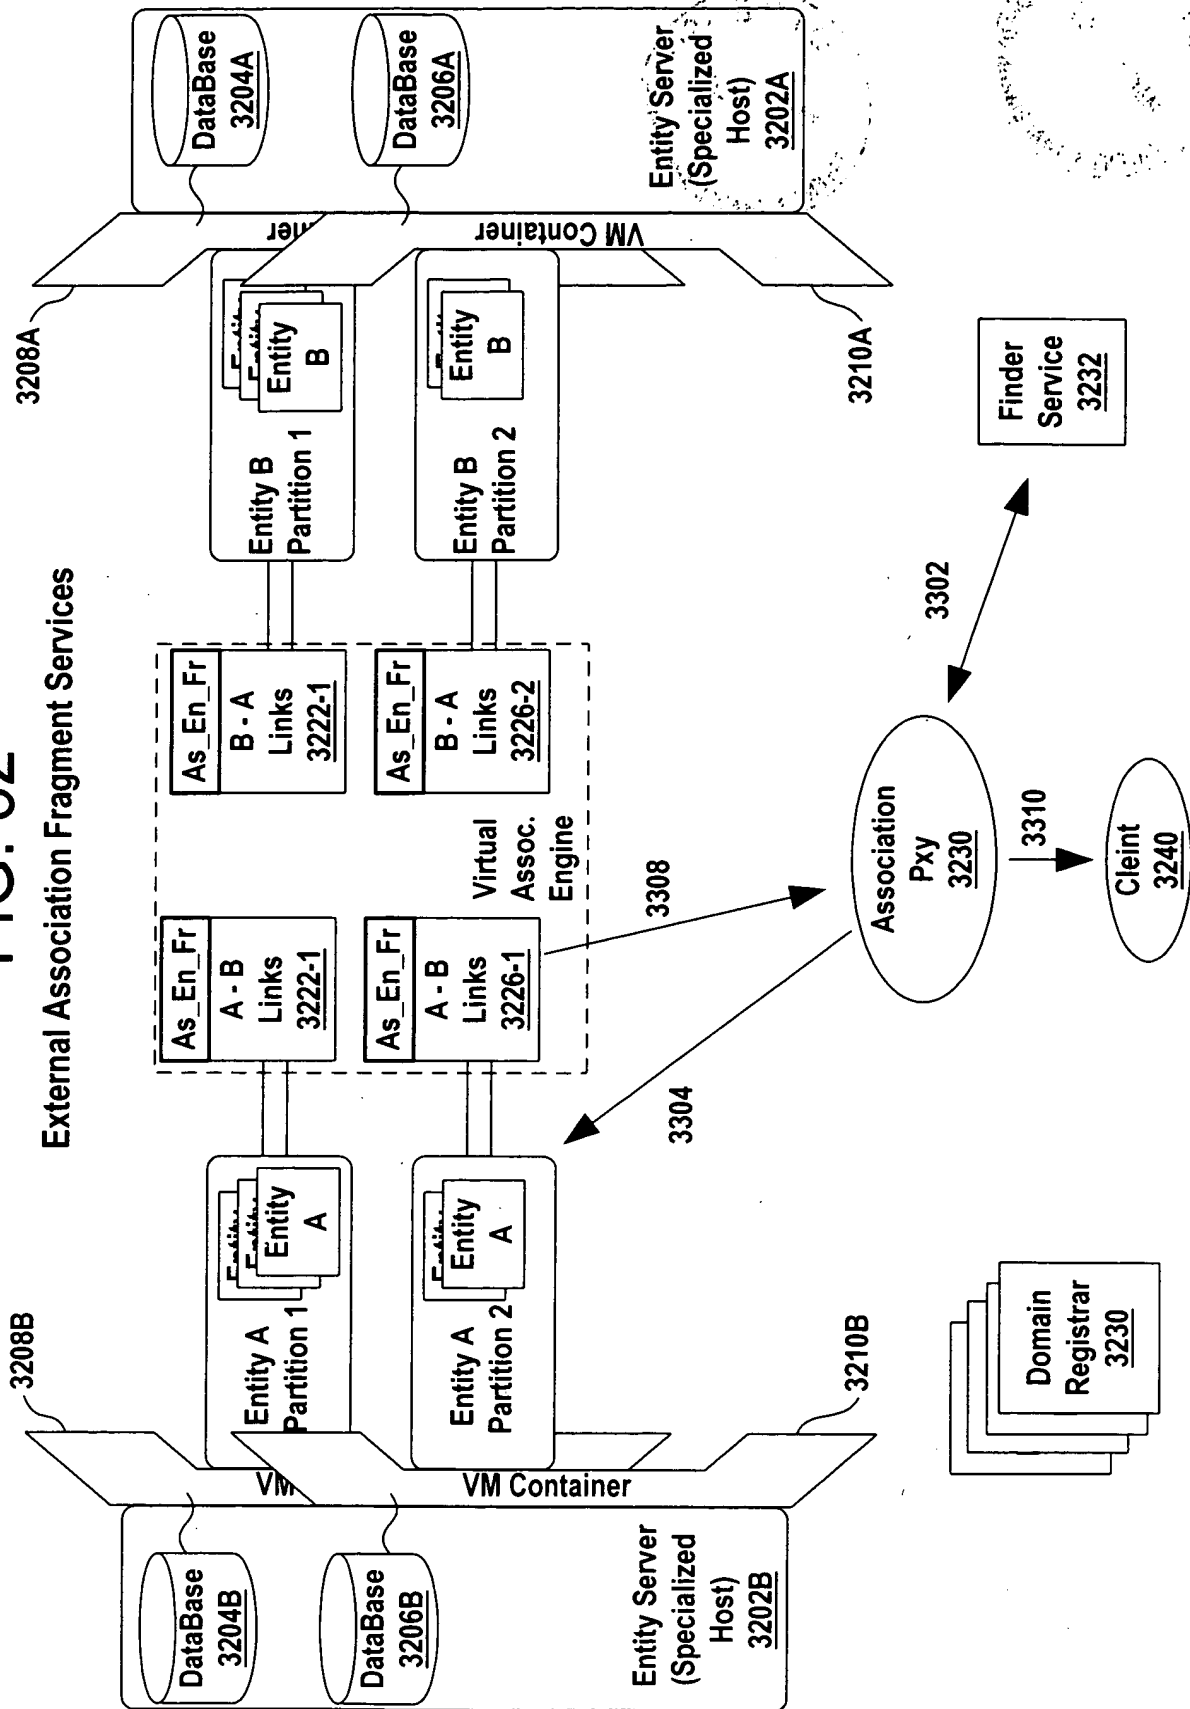 External Association Fragment Services
3208B
3208A
DataBase
3204B
DataBase
3206B
Entity Server
(Specialized
Host)
3202B
VM
VM Container
3210B
Entity A
Partition 1
Entity
A
Entity A
Partition 2
Entity
A
As_En_Fr
A - B
Links
3222-1
As_En_Fr
A - B
Links
3226-1
Virtual
Assoc.
Engine
As_En_Fr
B - A
Links
3222-1
As_En_Fr
B - A
Links
3226-2
Entity B
Partition 1
Entity
B
Entity B
Partition 2
Entity
B
VM Container
3210A
DataBase
3204A
DataBase
3206A
Entity Server
(Specialized
Host)
3202A
3304
3308
3302
Association
Pxy
3230
3310
Cleint
3240
Finder
Service
3232
Domain
Registrar
3230